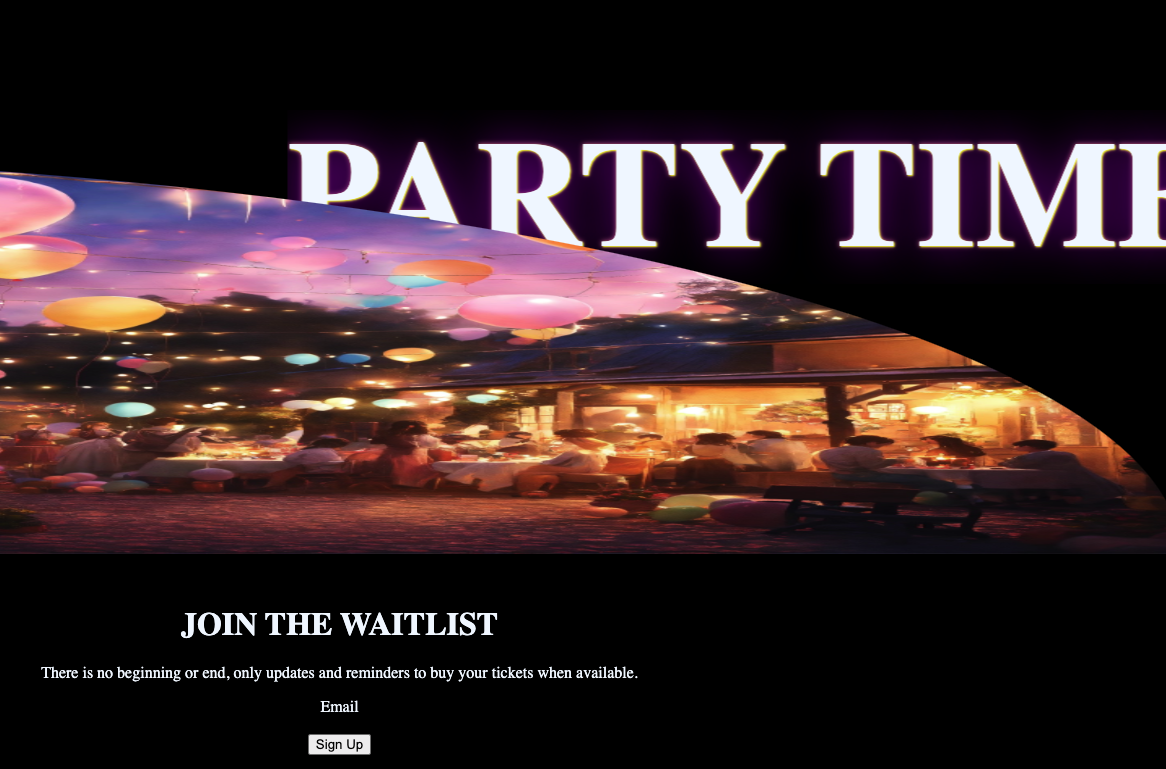 PARTY TIME
JOIN THE WAITLIST
There is no beginning or end, only updates and reminders to buy your tickets when available.
Email
Sign Up